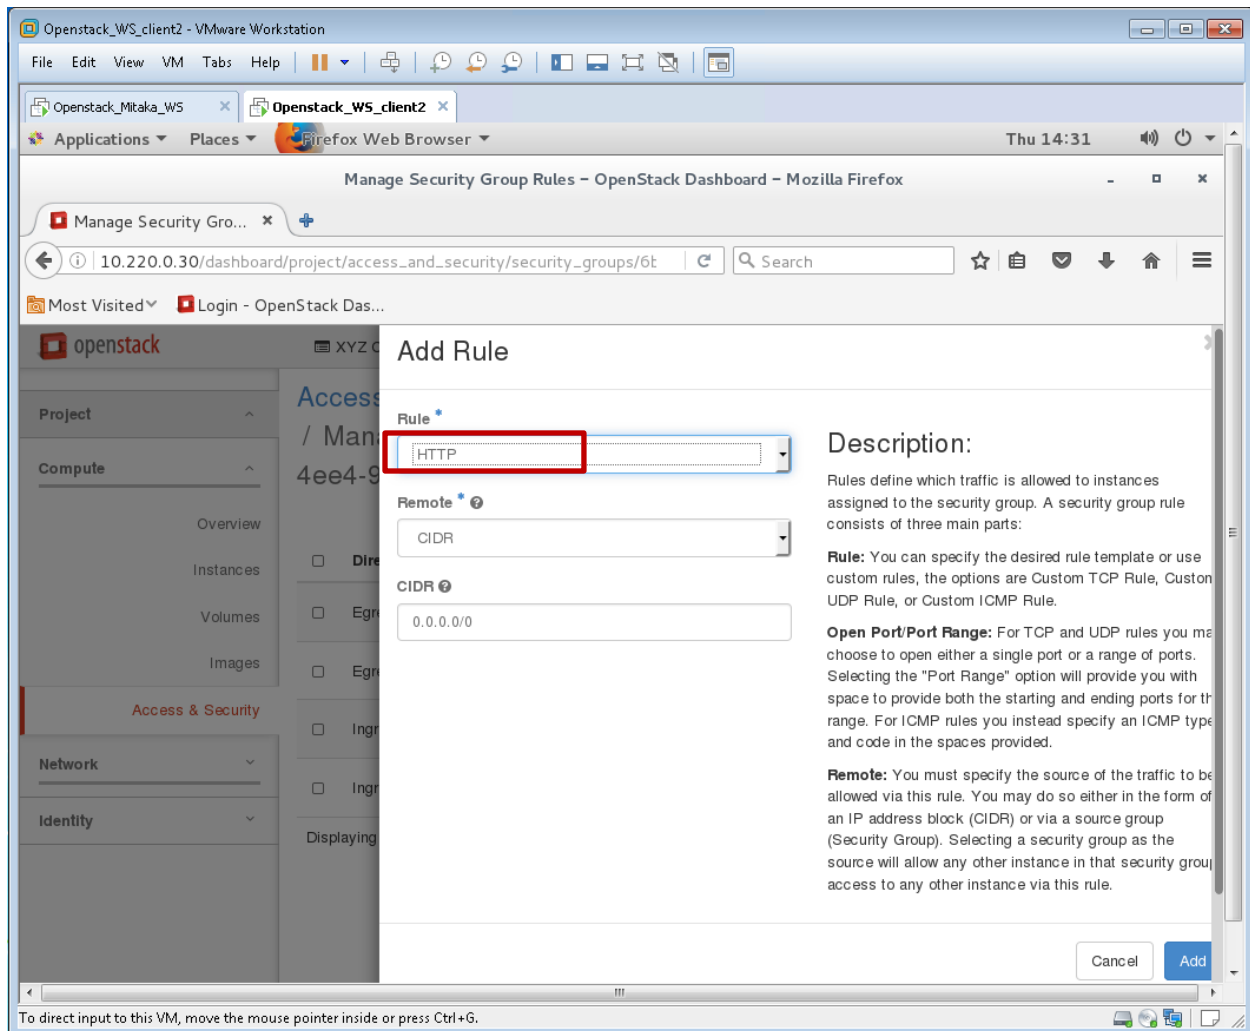 Openstack_WS_client2 - VMware Workstation
File Edit View VM Tabs Help
Openstack_Mitaka_WS
Openstack_WS_client2
Applications Places Firefox Web Browser Thu 14:31
Manage Security Group Rules – OpenStack Dashboard – Mozilla Firefox
Manage Security Gro...
10.220.0.30/dashboard/project/access_and_security/security_groups/6b
Search
Most Visited Login - OpenStack Das...
openstack
XYZ
Project
Compute
Overview
Instances
Volumes
Images
Access & Security
Network
Identity
Access
/ Man
4ee4-9
Dire
Egre
Egre
Ingr
Ingr
Displaying
Add Rule
Rule *
HTTP
Remote *
CIDR
CIDR
0.0.0.0/0
Description:
Rules define which traffic is allowed to instances
assigned to the security group. A security group rule
consists of three main parts:
Rule: You can specify the desired rule template or use
custom rules, the options are Custom TCP Rule, Custom
UDP Rule, or Custom ICMP Rule.
Open Port/Port Range: For TCP and UDP rules you ma
choose to open either a single port or a range of ports.
Selecting the "Port Range" option will provide you with
space to provide both the starting and ending ports for th
range. For ICMP rules you instead specify an ICMP type
and code in the spaces provided.
Remote: You must specify the source of the traffic to be
allowed via this rule. You may do so either in the form of
an IP address block (CIDR) or via a source group
(Security Group). Selecting a security group as the
source will allow any other instance in that security group
access to any other instance via this rule.
Cancel
Add
To direct input to this VM, move the mouse pointer inside or press Ctrl+G.